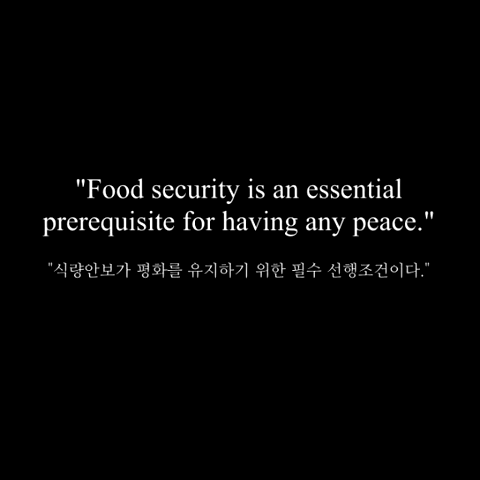 "Food security is an essential
prerequisite for having any peace."
"식량안보가 평화를 유지하기 위한 필수 선행조건이다."